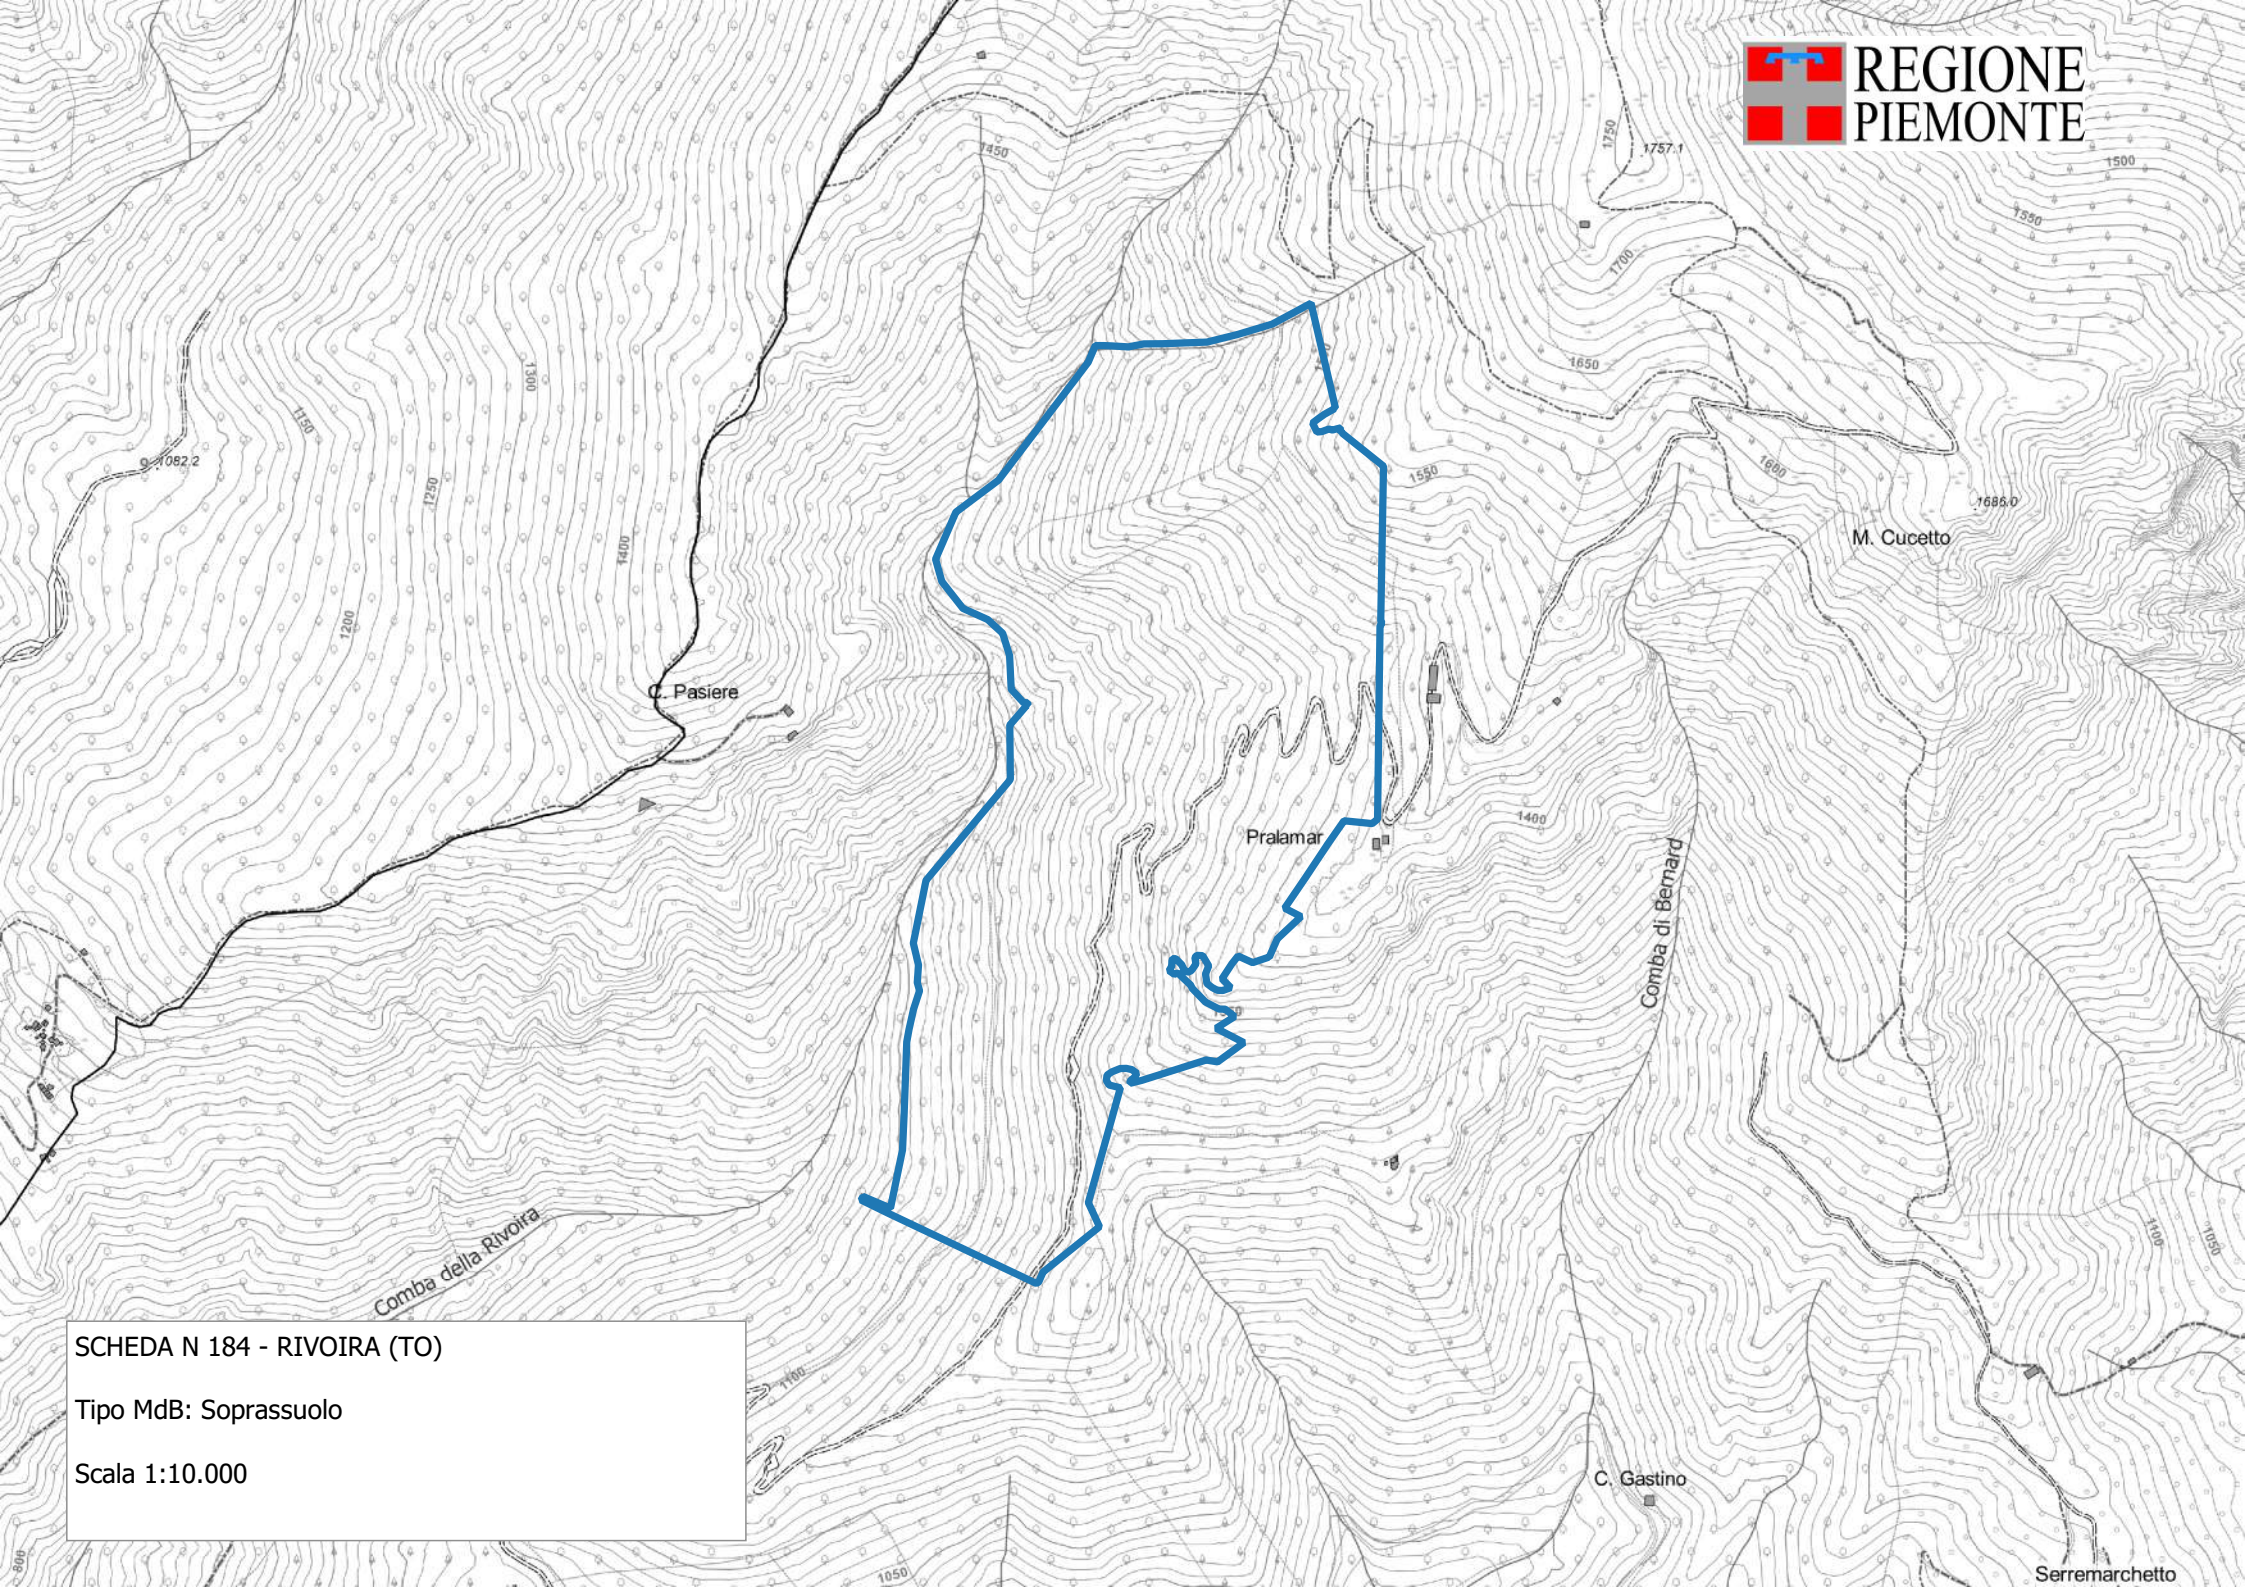 REGIONE
PIEMONTE
1750
1757.1
1450
1500
1550
1700
1650
1300
1150
1082.2
1250
1550
1600
1686.0
M. Cucetto
1400
1200
C. Pasiere
1400
Pralamar
Comba di Bernard
Comba della Rivoira
1100
1050
SCHEDA N 184 - RIVOIRA (TO)
Tipo MdB: Soprassuolo
Scala 1:10.000
1100
C. Gastino
800
1050
Serremarchetto